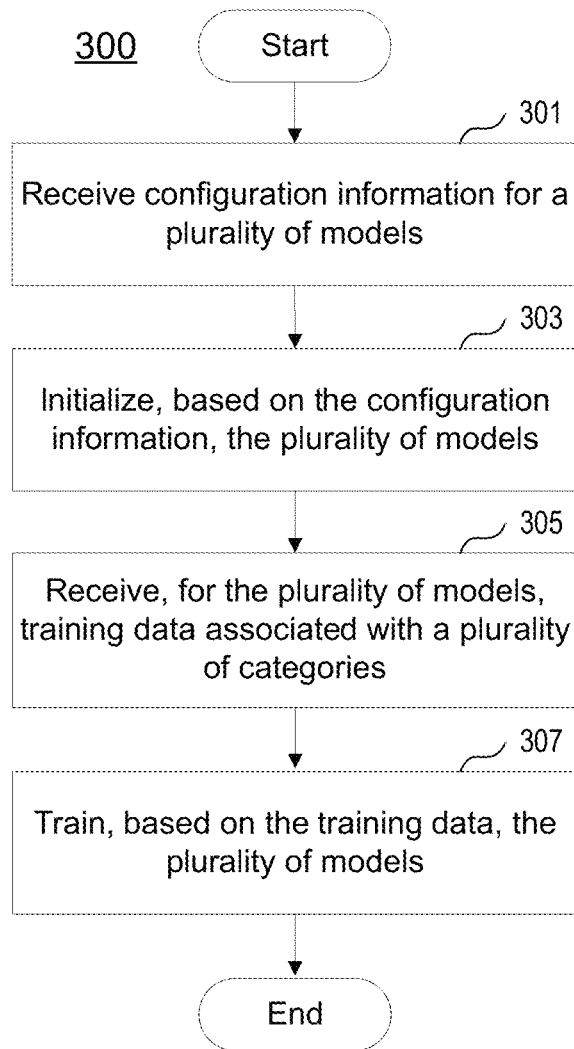 300
Start
301
Receive configuration information for a
plurality of models
303
Initialize, based on the configuration
information, the plurality of models
305
Receive, for the plurality of models,
training data associated with a plurality
of categories
307
Train, based on the training data, the
plurality of models
End